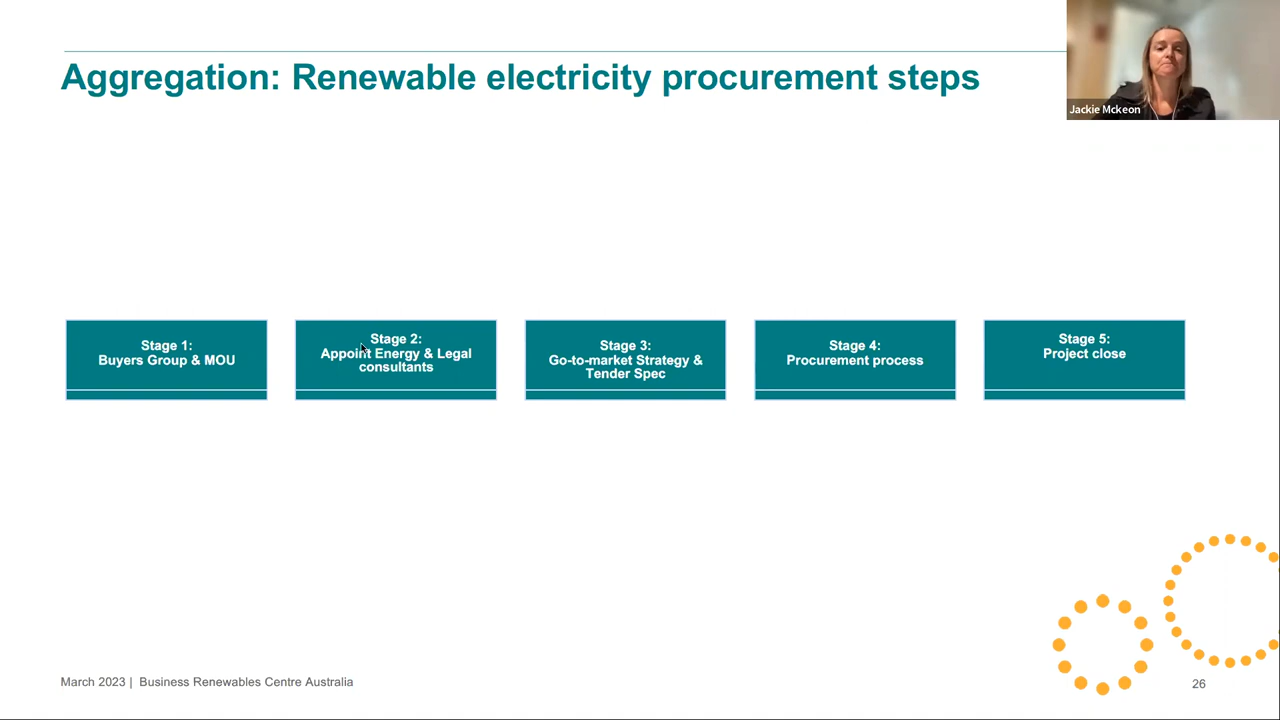 Aggregation: Renewable electricity procurement steps
Jackie Mckeon
Stage 1:
Buyers Group & MOU
Stage 2:
Appoint Energy & Legal
consultants
Stage 3:
Go-to-market Strategy &
Tender Spec
Stage 4:
Procurement process
Stage 5:
Project close
March 2023 | Business Renewables Centre Australia
26